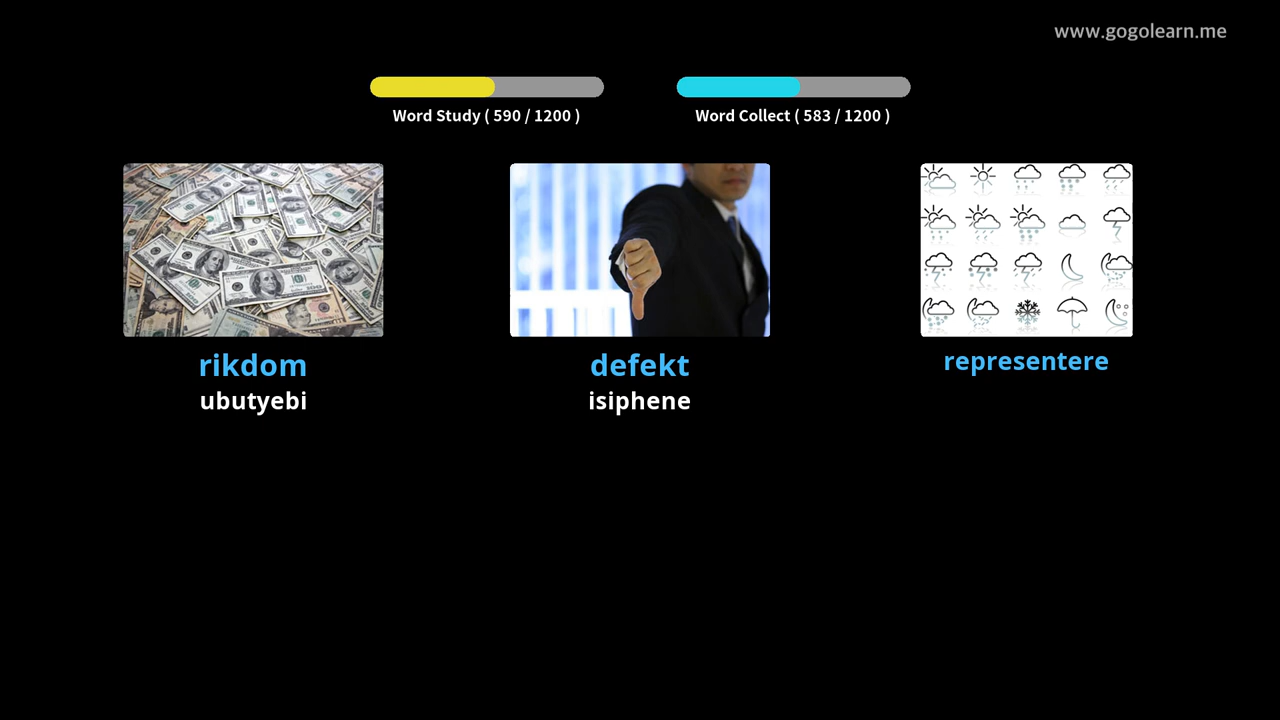 www.gogolearn.me
Word Study ( 590 / 1200 )
Word Collect ( 583 / 1200 )
rikdom
ubutyebi
defekt
isiphene
representere